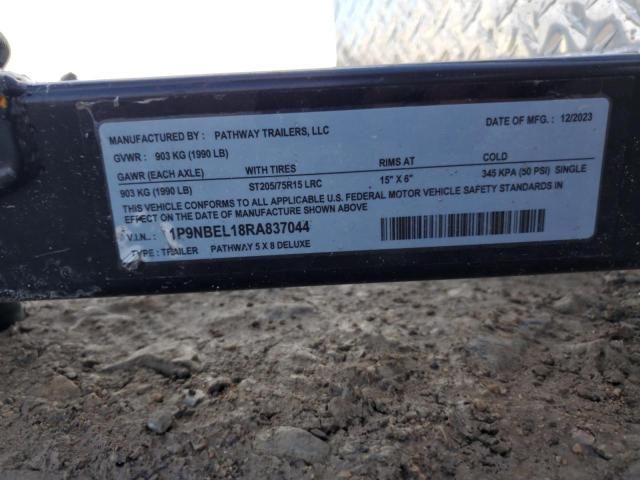 MANUFACTURED BY: PATHWAY TRAILERS, LLC DATE OF MFG.: 12/2023
GVWR: 903 KG (1990 LB)
GAWR (EACH AXLE) WITH TIRES RIMS AT COLD
903 KG (1990 LB) ST205/75R15 LRC 15" X 6" 345 KPA (50 PSI) SINGLE
THIS VEHICLE CONFORMS TO ALL APPLICABLE U.S. FEDERAL MOTOR VEHICLE SAFETY STANDARDS IN
EFFECT ON THE DATE OF MANUFACTURE SHOWN ABOVE
V.I.N.: 1P9NBEL18RA837044
TYPE: TRAILER PATHWAY 5 X 8 DELUXE